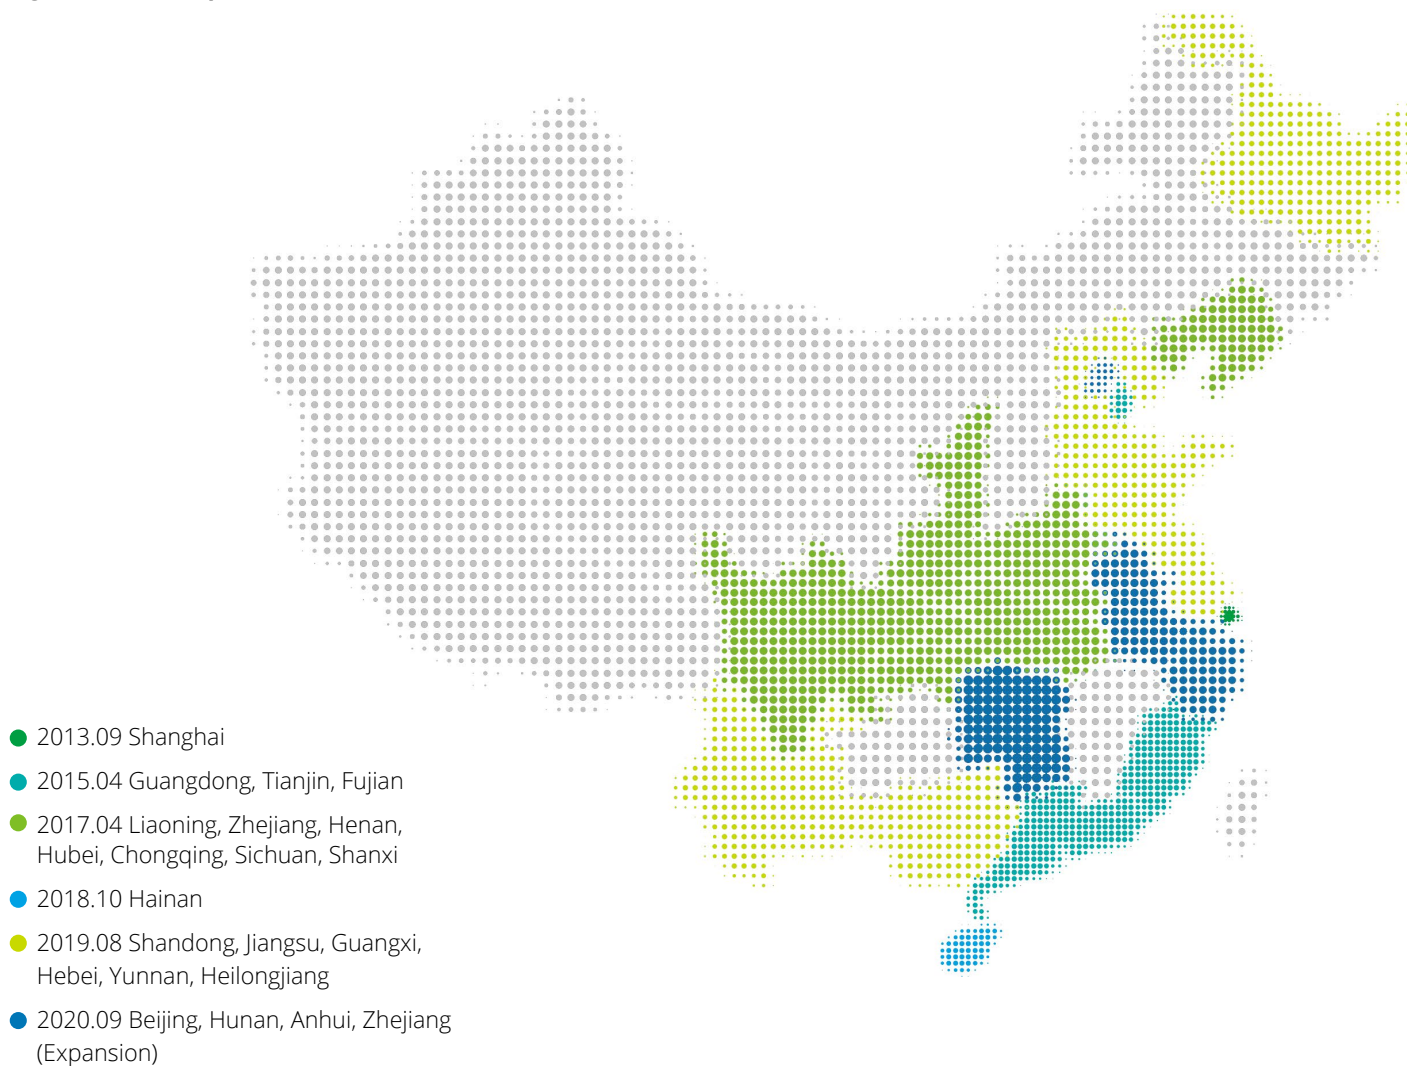 2013.09 Shanghai
2015.04 Guangdong, Tianjin, Fujian
2017.04 Liaoning, Zhejiang, Henan,
Hubei, Chongqing, Sichuan, Shanxi
2018.10 Hainan
2019.08 Shandong, Jiangsu, Guangxi,
Hebei, Yunnan, Heilongjiang
2020.09 Beijing, Hunan, Anhui, Zhejiang
(Expansion)